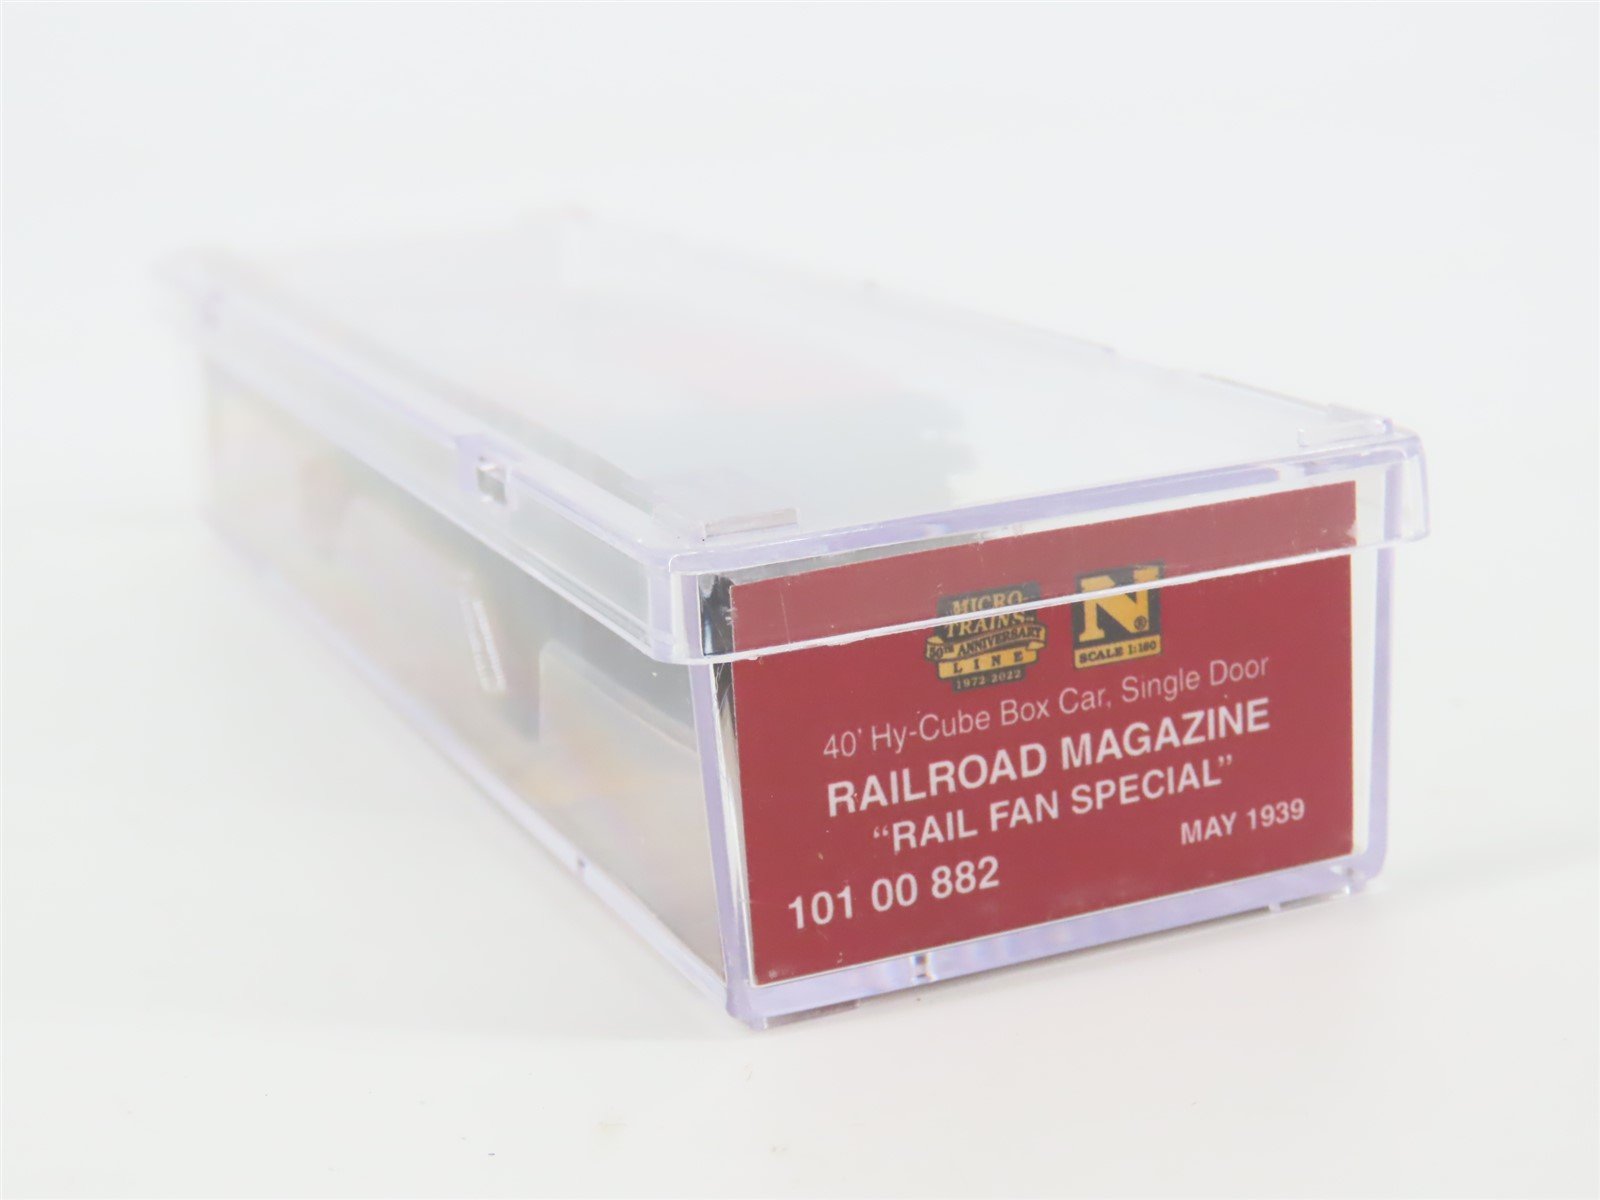 MICRO-
TRAINS
50TH ANNIVERSARY
LINE
1972-2022
N®
SCALE 1:160
40' Hy-Cube Box Car, Single Door
RAILROAD MAGAZINE
“RAIL FAN SPECIAL”
MAY 1939
101 00 882